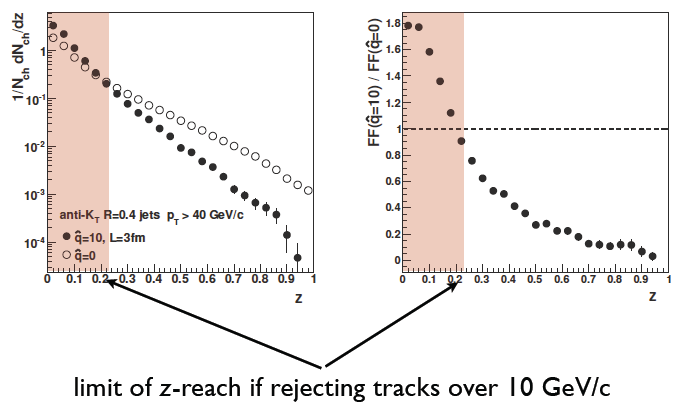 1/N_ch dN_ch/dz
1
10⁻¹
10⁻²
10⁻³
10⁻⁴
anti-K_T R=0.4 jets p_T > 40 GeV/c
q̂=10, L=3fm
q̂=0
0 0.1 0.2 0.3 0.4 0.5 0.6 0.7 0.8 0.9 1
z
FF(q̂=10) / FF(q̂=0)
1.8
1.6
1.4
1.2
1
0.8
0.6
0.4
0.2
0
0 0.1 0.2 0.3 0.4 0.5 0.6 0.7 0.8 0.9 1
z
limit of z-reach if rejecting tracks over 10 GeV/c